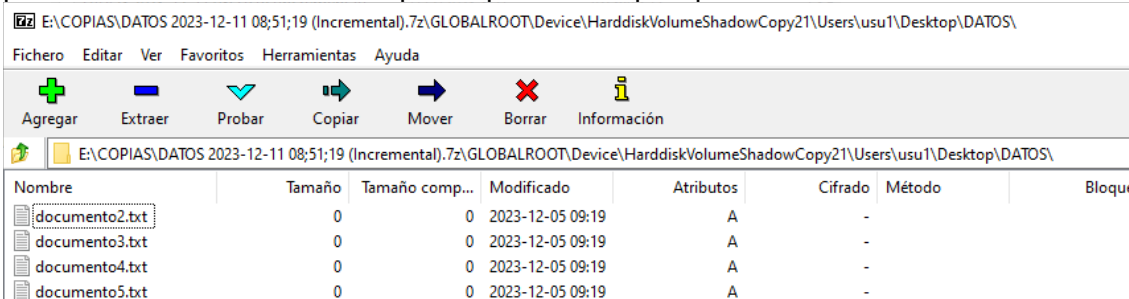 E:\COPIAS\DATOS 2023-12-11 08;51;19 (Incremental).7z\GLOBALROOT\Device\HarddiskVolumeShadowCopy21\Users\usu1\Desktop\DATOS\
Fichero Editar Ver Favoritos Herramientas Ayuda
Agregar Extraer Probar Copiar Mover Borrar Información
E:\COPIAS\DATOS 2023-12-11 08;51;19 (Incremental).7z\GLOBALROOT\Device\HarddiskVolumeShadowCopy21\Users\usu1\Desktop\DATOS\
Nombre Tamaño Tamaño comp... Modificado Atributos Cifrado Método Bloque
documento2.txt 0 0 2023-12-05 09:19 A -
documento3.txt 0 0 2023-12-05 09:19 A -
documento4.txt 0 0 2023-12-05 09:19 A -
documento5.txt 0 0 2023-12-05 09:19 A -